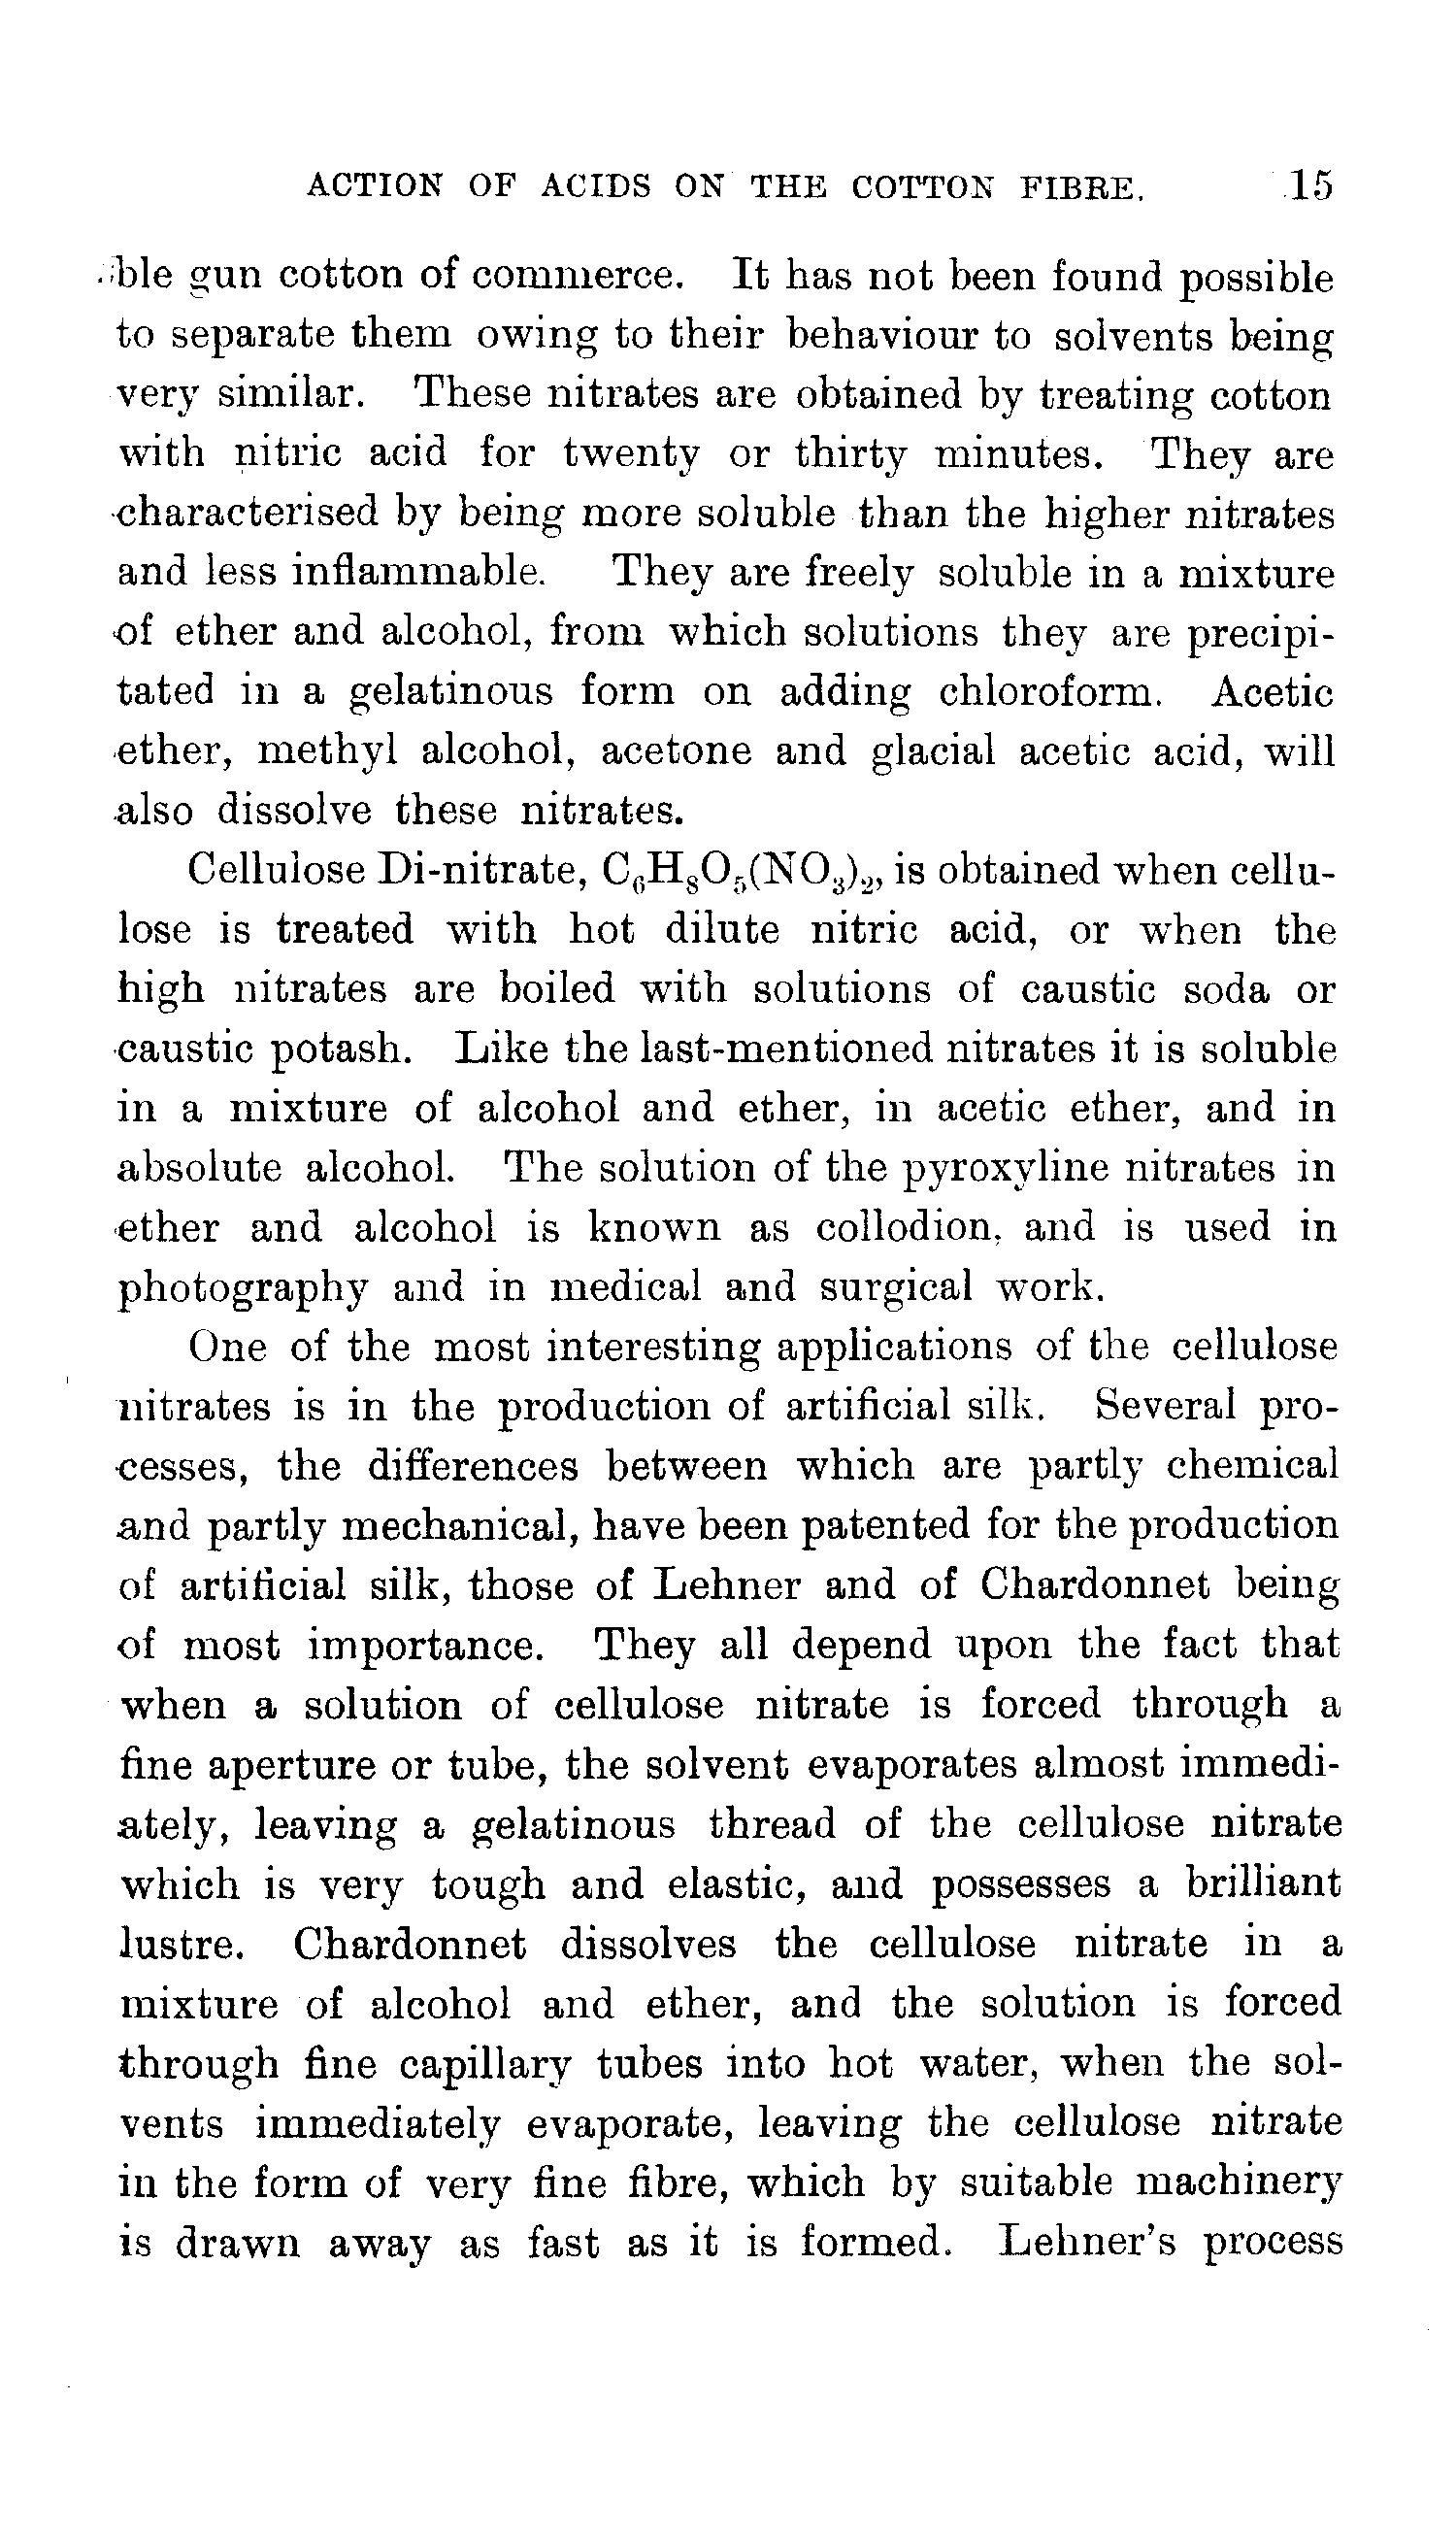 ACTION OF ACIDS ON THE COTTON FIBRE. 15
ble gun cotton of commerce. It has not been found possible
to separate them owing to their behaviour to solvents being
very similar. These nitrates are obtained by treating cotton
with nitric acid for twenty or thirty minutes. They are
characterised by being more soluble than the higher nitrates
and less inflammable. They are freely soluble in a mixture
of ether and alcohol, from which solutions they are precipi-
tated in a gelatinous form on adding chloroform. Acetic
ether, methyl alcohol, acetone and glacial acetic acid, will
also dissolve these nitrates.
Cellulose Di-nitrate, C₆H₈O₅(NO₃)₂, is obtained when cellu-
lose is treated with hot dilute nitric acid, or when the
high nitrates are boiled with solutions of caustic soda or
caustic potash. Like the last-mentioned nitrates it is soluble
in a mixture of alcohol and ether, in acetic ether, and in
absolute alcohol. The solution of the pyroxyline nitrates in
ether and alcohol is known as collodion, and is used in
photography and in medical and surgical work.
One of the most interesting applications of the cellulose
nitrates is in the production of artificial silk. Several pro-
cesses, the differences between which are partly chemical
and partly mechanical, have been patented for the production
of artificial silk, those of Lehner and of Chardonnet being
of most importance. They all depend upon the fact that
when a solution of cellulose nitrate is forced through a
fine aperture or tube, the solvent evaporates almost immedi-
ately, leaving a gelatinous thread of the cellulose nitrate
which is very tough and elastic, and possesses a brilliant
lustre. Chardonnet dissolves the cellulose nitrate in a
mixture of alcohol and ether, and the solution is forced
through fine capillary tubes into hot water, when the sol-
vents immediately evaporate, leaving the cellulose nitrate
in the form of very fine fibre, which by suitable machinery
is drawn away as fast as it is formed. Lehner's process